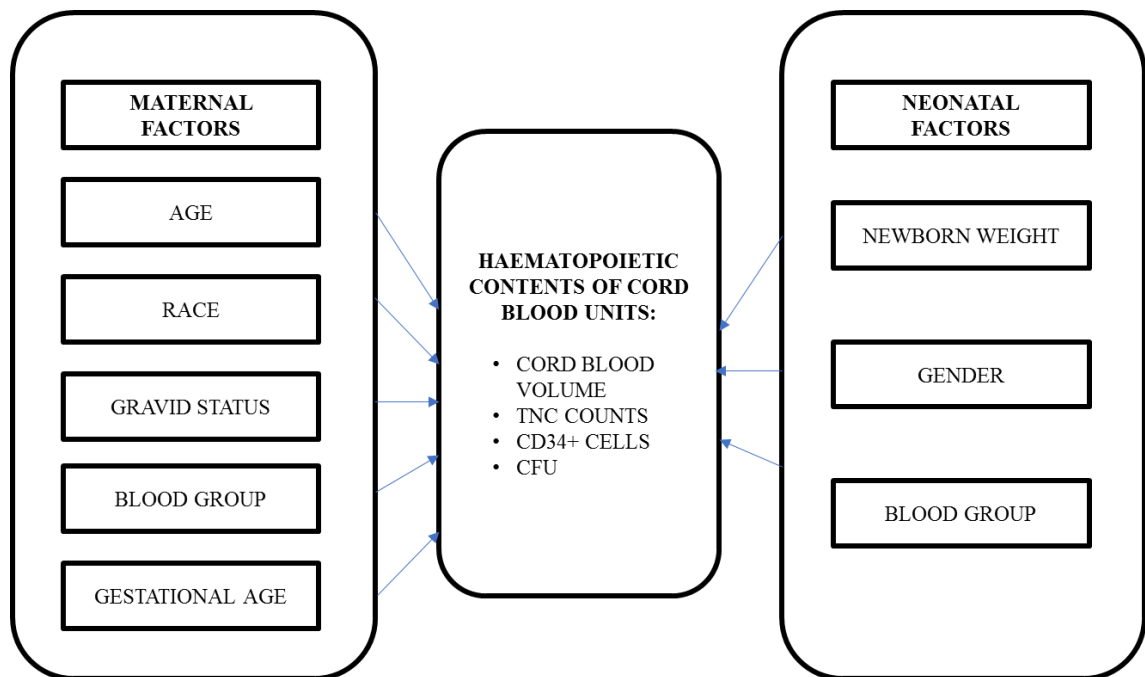 MATERNAL
FACTORS
AGE
RACE
GRAVID STATUS
BLOOD GROUP
GESTATIONAL AGE
HAEMATOPOIETIC
CONTENTS OF CORD
BLOOD UNITS:
• CORD BLOOD
VOLUME
• TNC COUNTS
• CD34+ CELLS
• CFU
NEONATAL
FACTORS
NEWBORN WEIGHT
GENDER
BLOOD GROUP